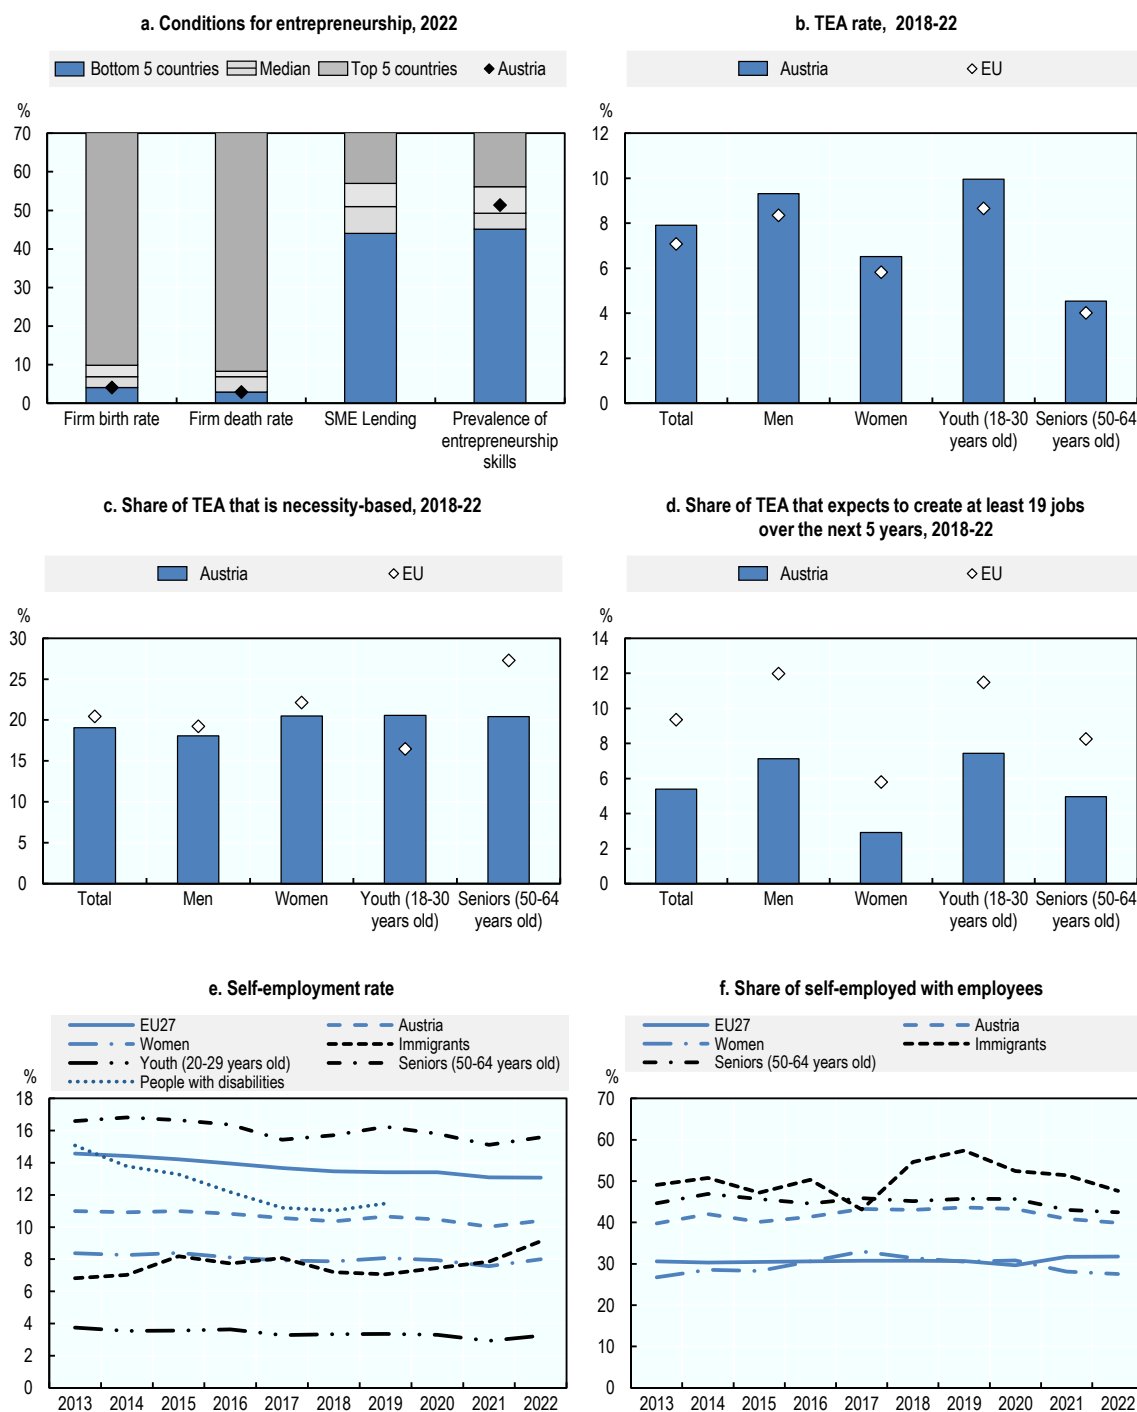 a. Conditions for entrepreneurship, 2022
Bottom 5 countries Median Top 5 countries Austria
%
70
60
50
40
30
20
10
0
Firm birth rate Firm death rate SME Lending Prevalence of
entrepreneurship
skills
b. TEA rate, 2018-22
Austria EU
%
12
10
8
6
4
2
0
Total Men Women Youth (18-30 Seniors (50-64
years old) years old)
c. Share of TEA that is necessity-based, 2018-22
Austria EU
%
30
25
20
15
10
5
0
Total Men Women Youth (18-30 Seniors (50-64
years old) years old)
d. Share of TEA that expects to create at least 19 jobs
over the next 5 years, 2018-22
Austria EU
%
14
12
10
8
6
4
2
0
Total Men Women Youth (18-30 Seniors (50-64
years old) years old)
e. Self-employment rate
EU27 Austria
Women Immigrants
Youth (20-29 years old) Seniors (50-64 years old)
People with disabilities
%
18
16
14
12
10
8
6
4
2
0
2013 2014 2015 2016 2017 2018 2019 2020 2021 2022
f. Share of self-employed with employees
EU27 Austria
Women Immigrants
Seniors (50-64 years old)
%
70
60
50
40
30
20
10
0
2013 2014 2015 2016 2017 2018 2019 2020 2021 2022